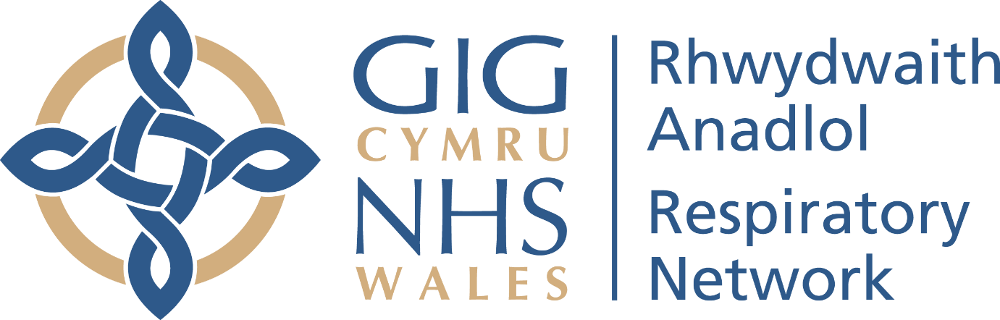 GIG
CYMRU
NHS
WALES
Rhwydwaith
Anadlol
Respiratory
Network